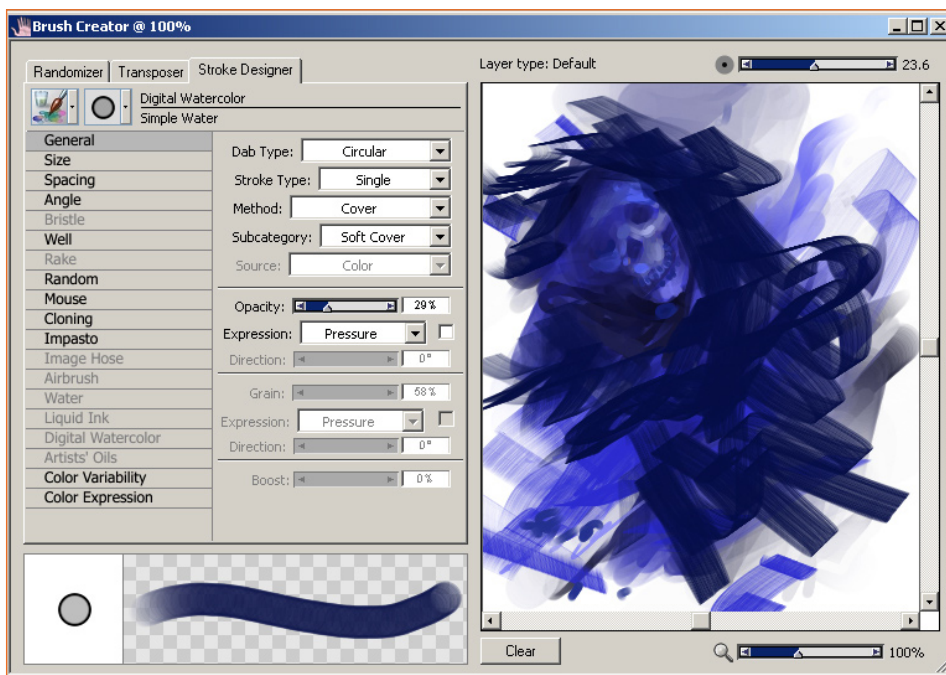 Brush Creator @ 100%
Randomizer Transposer Stroke Designer
Digital Watercolor
Simple Water
General
Size
Spacing
Angle
Bristle
Well
Rake
Random
Mouse
Cloning
Impasto
Image Hose
Airbrush
Water
Liquid Ink
Digital Watercolor
Artists' Oils
Color Variability
Color Expression
Dab Type: Circular
Stroke Type: Single
Method: Cover
Subcategory: Soft Cover
Source: Color
Opacity: 29%
Expression: Pressure
Direction: 0°
Grain: 58%
Expression: Pressure
Direction: 0°
Boost: 0%
Layer type: Default 23.6
Clear 100%